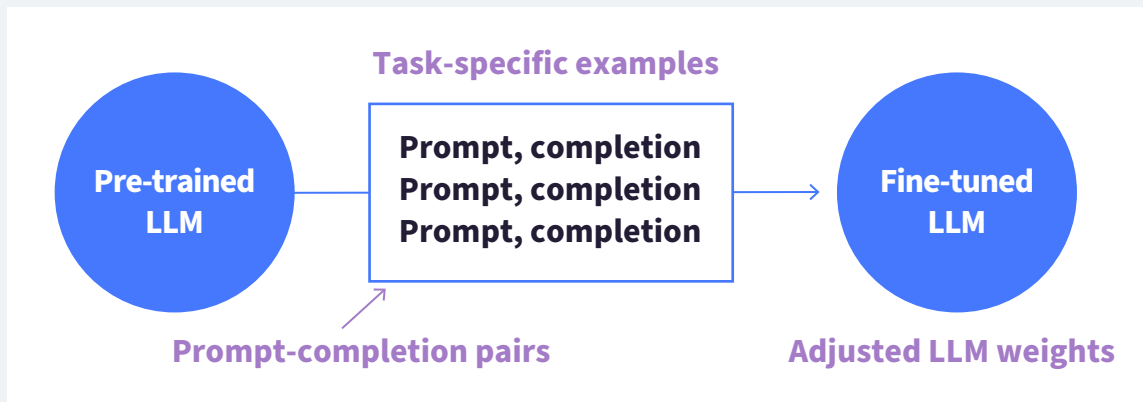 Task-specific examples
Pre-trained
LLM
Prompt, completion
Prompt, completion
Prompt, completion
Fine-tuned
LLM
Prompt-completion pairs
Adjusted LLM weights